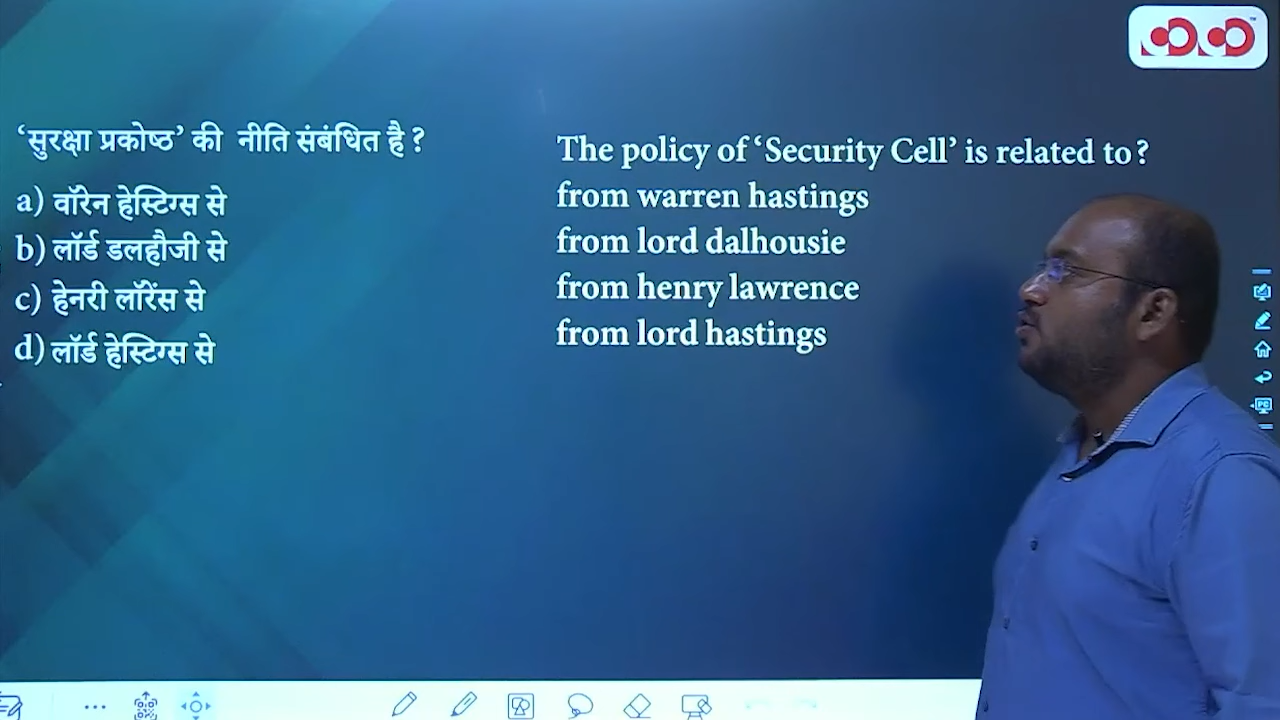 ‘सुरक्षा प्रकोष्ठ’ की नीति संबंधित है ?
a) वॉरेन हेस्टिंग्स से
b) लॉर्ड डलहौजी से
c) हेनरी लॉरेंस से
d) लॉर्ड हेस्टिंग्स से
The policy of ‘Security Cell’ is related to ?
from warren hastings
from lord dalhousie
from henry lawrence
from lord hastings
PC